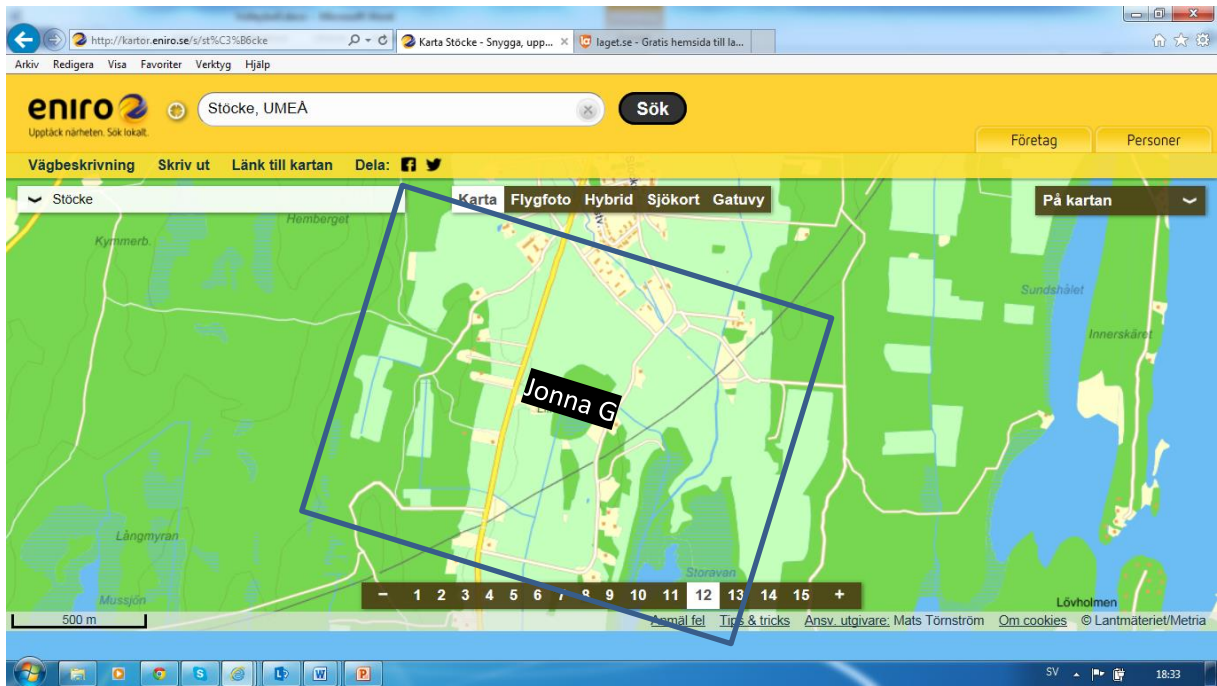 http://kartor.eniro.se/s/st%C3%B6cke
Karta Stöcke - Snygga, upp...
laget.se - Gratis hemsida till la...
Arkiv Redigera Visa Favoriter Verktyg Hjälp
eniro
Upptäck närheten. Sök lokalt.
Stöcke, UMEÅ
Sök
Företag
Personer
Vägbeskrivning Skriv ut Länk till kartan Dela:
Stöcke
Karta Flygfoto Hybrid Sjökort Gatuvy
På kartan
Hemberget
Kymmerb.
Sundshålet
Innerskäret
Jonna G
Långmyran
Storavan
Mussjön
Lövholmen
− 1 2 3 4 5 6 7 8 9 10 11 12 13 14 15 +
500 m
Anmäl fel Tips & tricks Ansv. utgivare: Mats Törnström Om cookies © Lantmäteriet/Metria
SV
18:33